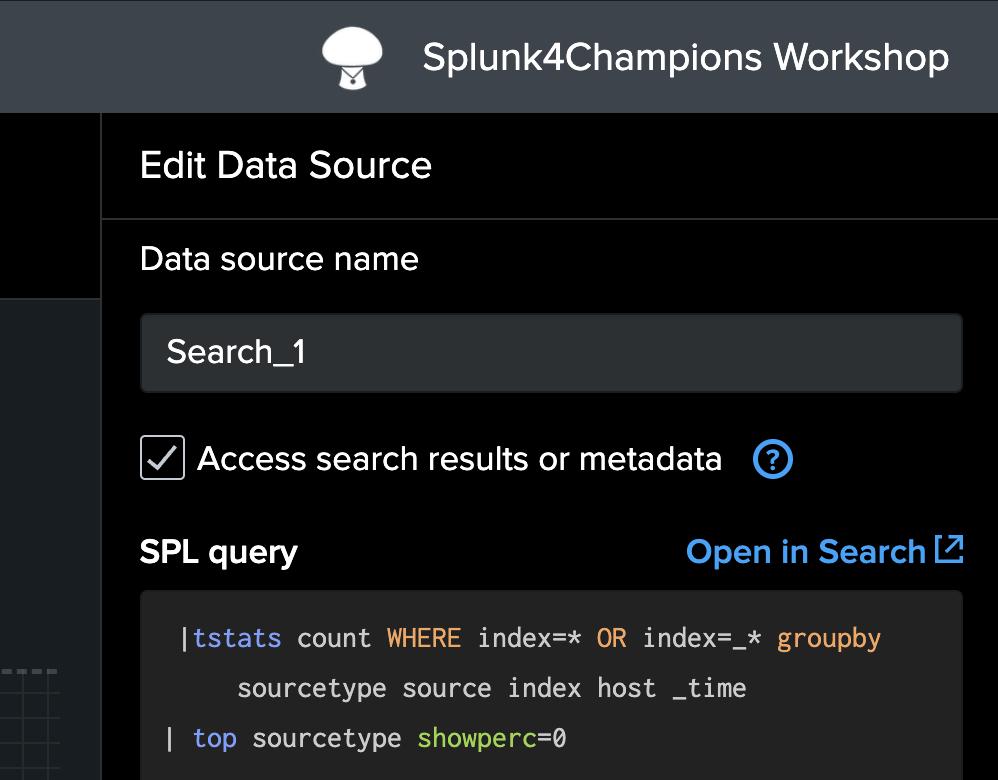 Splunk4Champions Workshop
Edit Data Source
Data source name
Search_1
Access search results or metadata ?
SPL query Open in Search
|tstats count WHERE index=* OR index=_* groupby
sourcetype source index host _time
| top sourcetype showperc=0